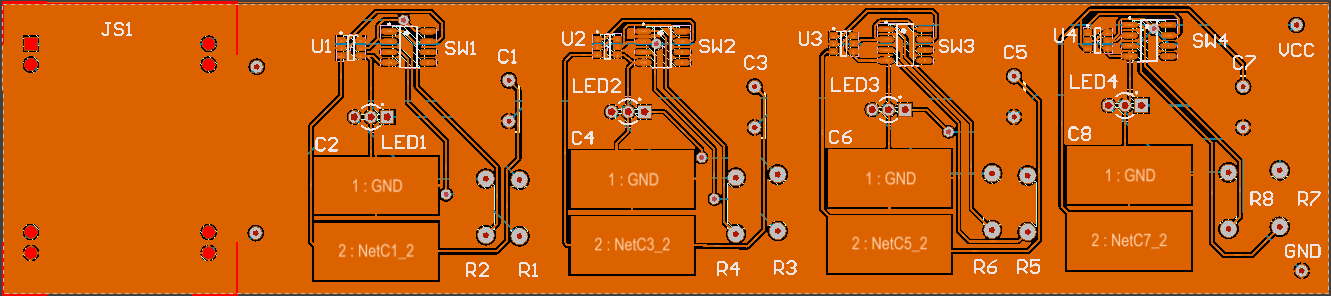 JS1
U1
SW1
C1
C2
LED1
1 : GND
2 : NetC1_2
R2
R1
U2
SW2
C3
LED2
C4
1 : GND
2 : NetC3_2
R4
R3
U3
SW3
C5
LED3
C6
1 : GND
2 : NetC5_2
R6
R5
U4
SW4
C7
VCC
LED4
C8
1 : GND
2 : NetC7_2
R8
R7
GND